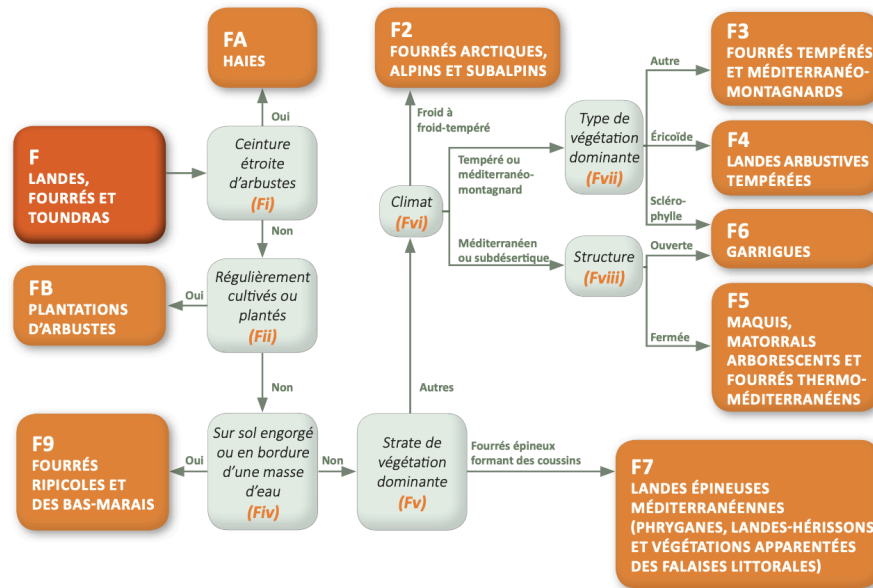 FA
HAIES
F2
FOURRÉS ARCTIQUES,
ALPINS ET SUBALPINS
F3
FOURRÉS TEMPÉRÉS
ET MÉDITERRANÉO-
MONTAGNARDS
Oui
Froid à
froid-tempéré
Autre
F
LANDES,
FOURRÉS ET
TOUNDRAS
Ceinture
étroite
d'arbustes
(Fi)
Type de
végétation
dominante
(Fvii)
Éricoïde
F4
LANDES ARBUSTIVES
TEMPÉRÉES
Tempéré ou
méditerranéo-
montagnard
Climat
(Fvi)
Scléro-
phylle
Non
Méditerranéen
ou subdésertique
Structure
(Fviii)
Ouverte
F6
GARRIGUES
FB
PLANTATIONS
D'ARBUSTES
Oui
Régulièrement
cultivés ou
plantés
(Fii)
Fermée
F5
MAQUIS,
MATORRALS
ARBORESCENTS ET
FOURRÉS THERMO-
MÉDITERRANÉENS
Non
Autres
F9
FOURRÉS
RIPICOLES ET
DES BAS-MARAIS
Oui
Sur sol engorgé
ou en bordure
d'une masse
d'eau
(Fiv)
Non
Strate de
végétation
dominante
(Fv)
Fourrés épineux
formant des coussins
F7
LANDES ÉPINEUSES
MÉDITERRANÉENNES
(PHRYGANES, LANDES-HÉRISSONS
ET VÉGÉTATIONS APPARENTÉES
DES FALAISES LITTORALES)